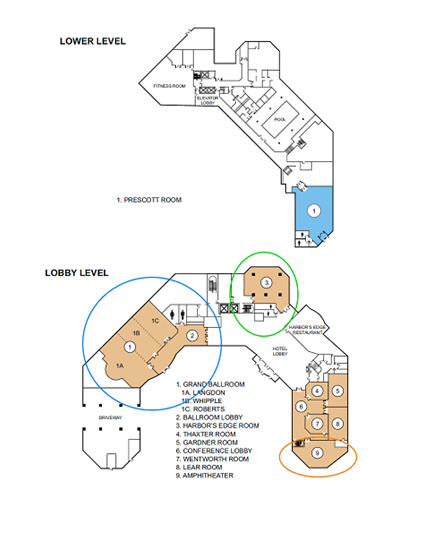 LOWER LEVEL
FITNESS ROOM
ELEVATOR
LOBBY
POOL
1
1. PRESCOTT ROOM
LOBBY LEVEL
3
1C
1B
2
1
1A
HARBOR'S EDGE
RESTAURANT
HOTEL
LOBBY
DRIVEWAY
4
5
6
7
8
9
1. GRAND BALLROOM
1A. LANGDON
1B. WHIPPLE
1C. ROBERTS
2. BALLROOM LOBBY
3. HARBOR'S EDGE ROOM
4. THAXTER ROOM
5. GARDNER ROOM
6. CONFERENCE LOBBY
7. WENTWORTH ROOM
8. LEAR ROOM
9. AMPHITHEATER